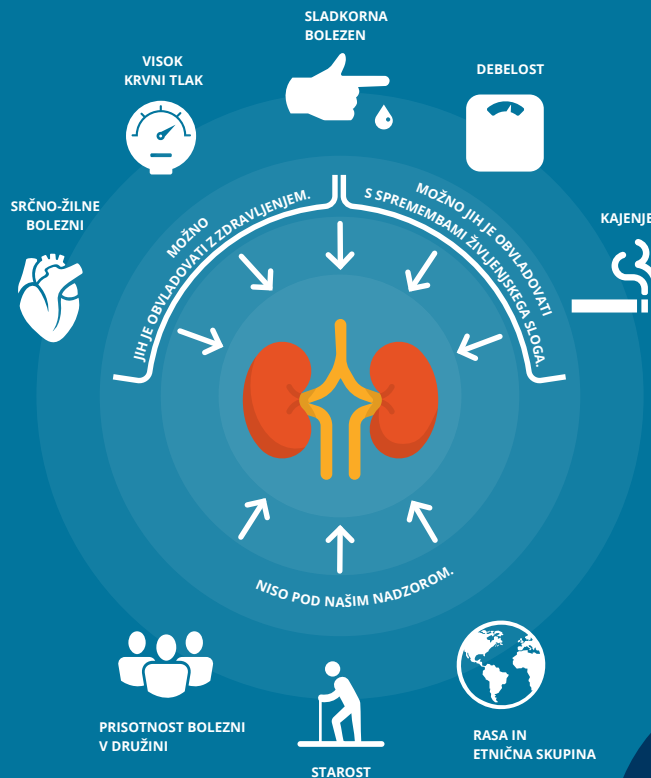 SLADKORNA
BOLEZEN
VISOK
KRVNI TLAK
DEBELOST
SRČNO-ŽILNE
BOLEZNI
KAJENJE
MOŽNO
JIH JE OBVLADOVATI Z ZDRAVLJENJEM.
MOŽNO JIH JE OBVLADOVATI
S SPREMEMBAMI ŽIVLJENJSKEGA SLOGA.
NISO POD NAŠIM NADZOROM.
PRISOTNOST BOLEZNI
V DRUŽINI
STAROST
RASA IN
ETNIČNA SKUPINA